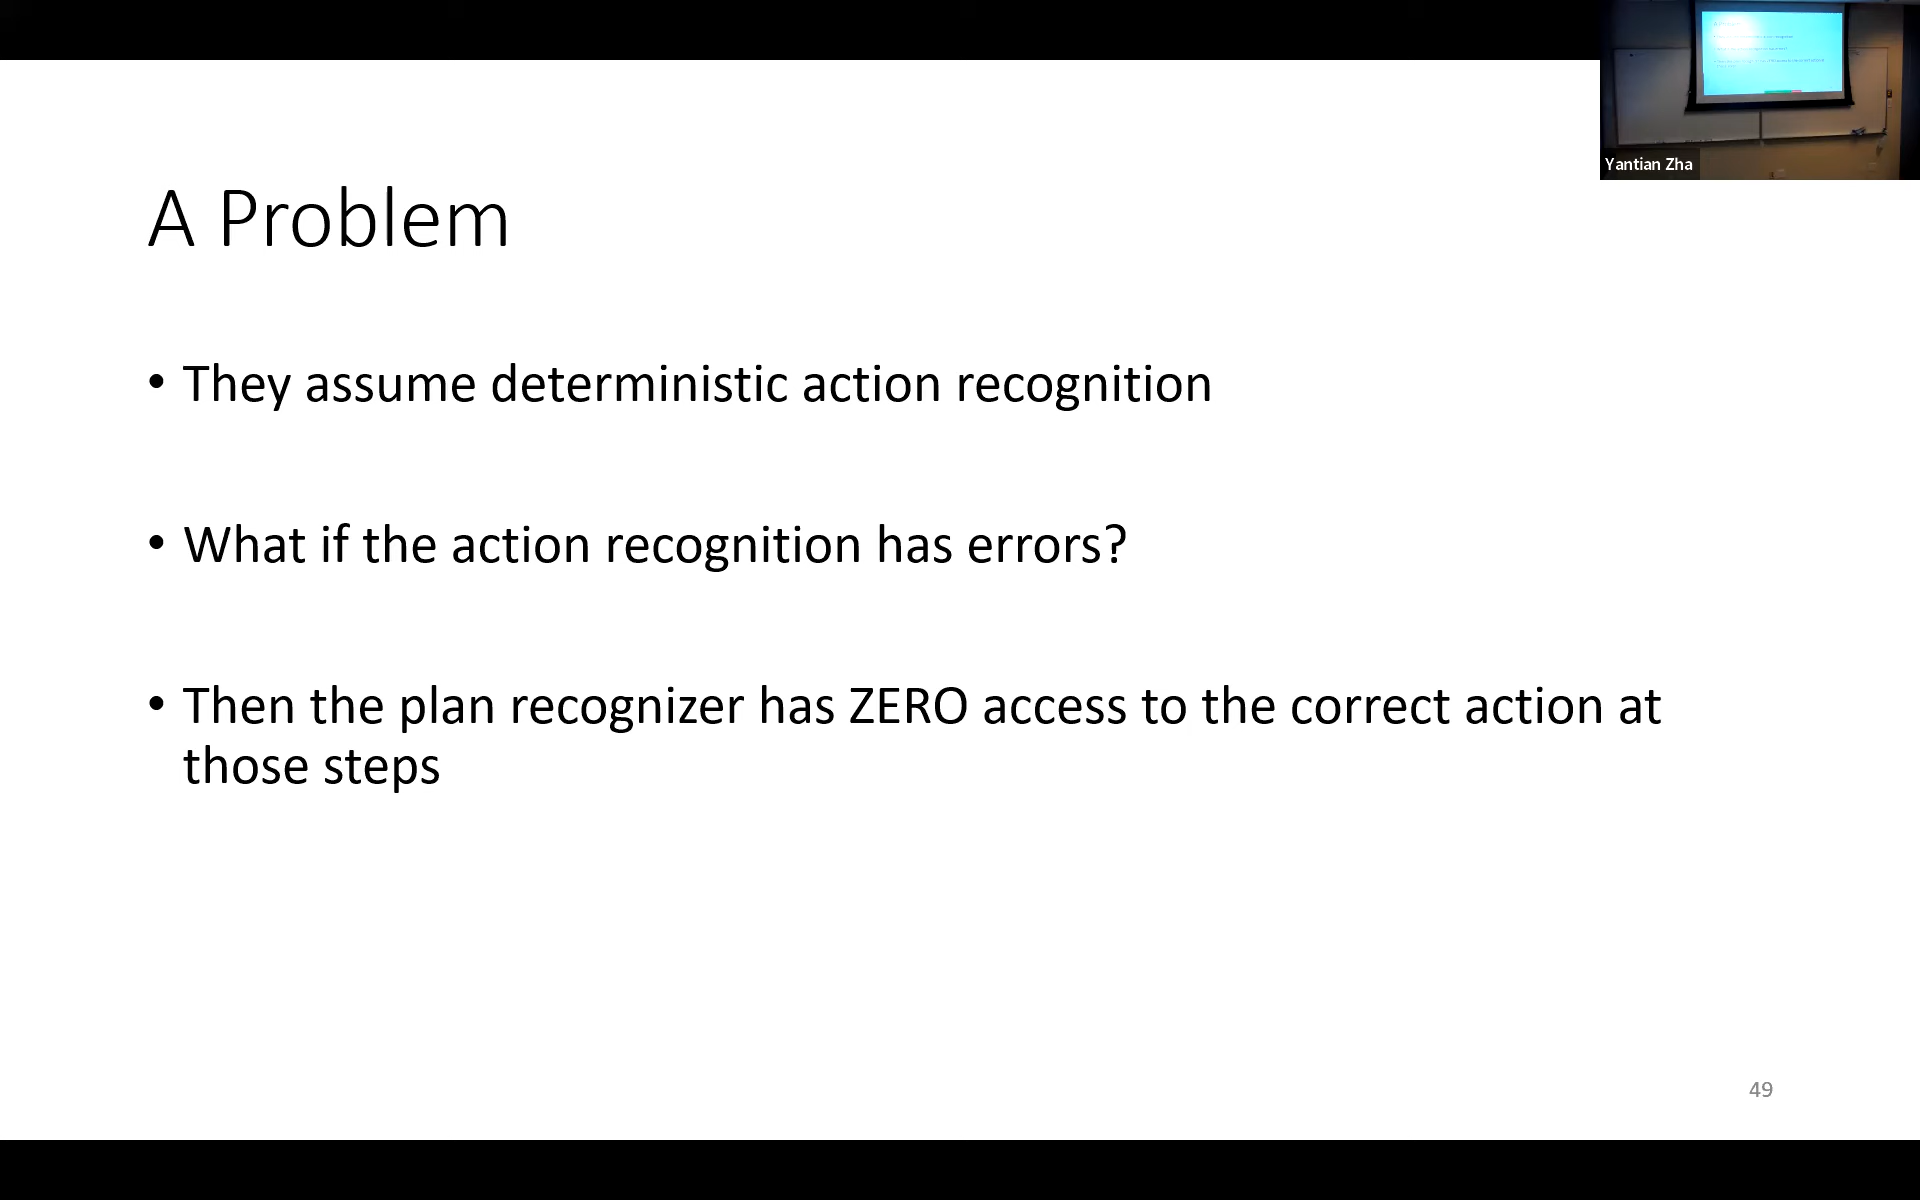 Yantian Zha
A Problem
• They assume deterministic action recognition
• What if the action recognition has errors?
• Then the plan recognizer has ZERO access to the correct action at
those steps
49